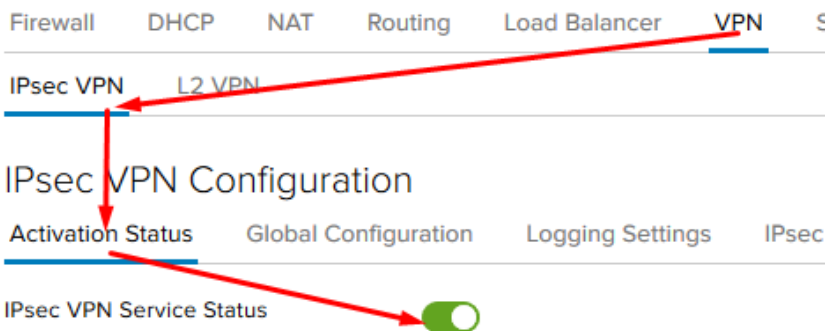 Firewall DHCP NAT Routing Load Balancer VPN S
IPsec VPN L2 VPN
IPsec VPN Configuration
Activation Status Global Configuration Logging Settings IPsec
IPsec VPN Service Status